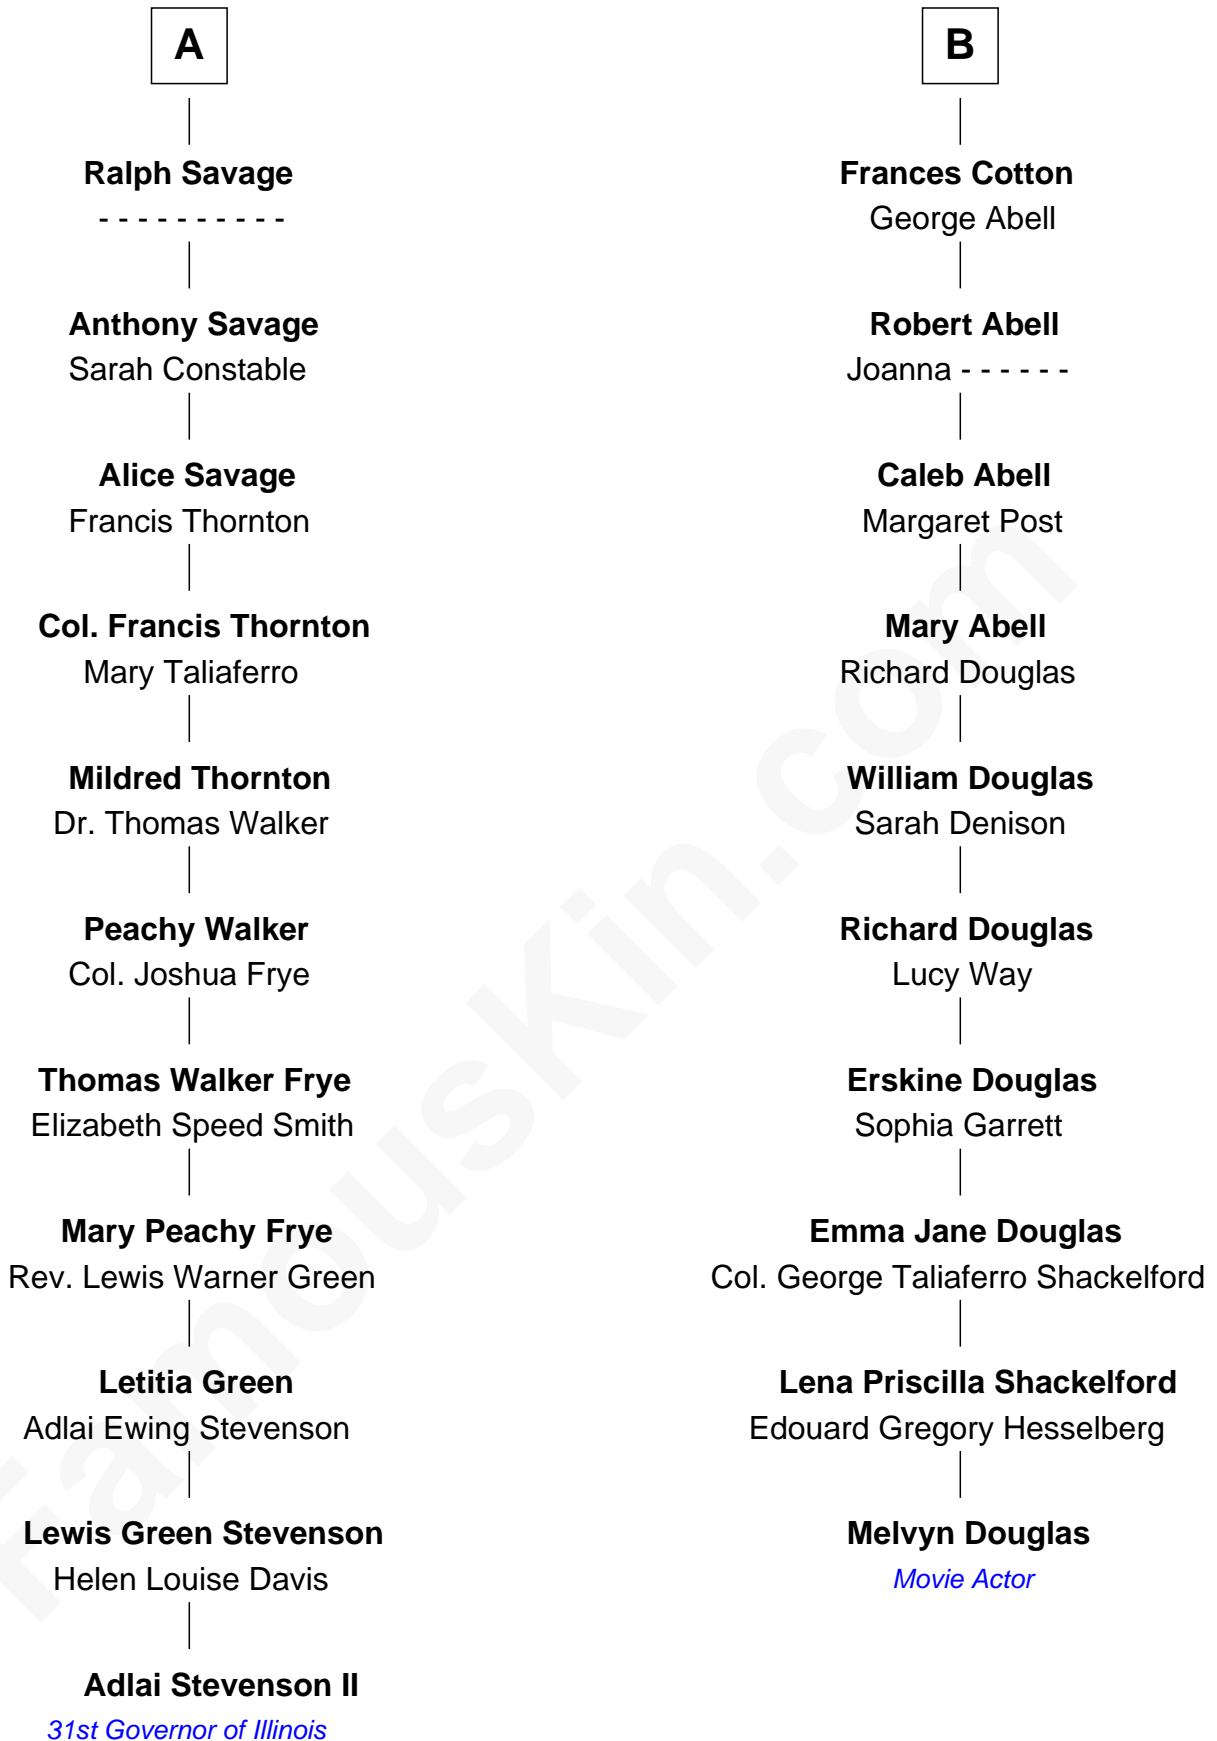 A
Ralph Savage
- - - - - - - - - -
Anthony Savage
Sarah Constable
Alice Savage
Francis Thornton
Col. Francis Thornton
Mary Taliaferro
Mildred Thornton
Dr. Thomas Walker
Peachy Walker
Col. Joshua Frye
Thomas Walker Frye
Elizabeth Speed Smith
Mary Peachy Frye
Rev. Lewis Warner Green
Letitia Green
Adlai Ewing Stevenson
Lewis Green Stevenson
Helen Louise Davis
Adlai Stevenson II
31st Governor of Illinois
B
Frances Cotton
George Abell
Robert Abell
Joanna - - - - - -
Caleb Abell
Margaret Post
Mary Abell
Richard Douglas
William Douglas
Sarah Denison
Richard Douglas
Lucy Way
Erskine Douglas
Sophia Garrett
Emma Jane Douglas
Col. George Taliaferro Shackelford
Lena Priscilla Shackelford
Edouard Gregory Hesselberg
Melvyn Douglas
Movie Actor
FamousKin.com